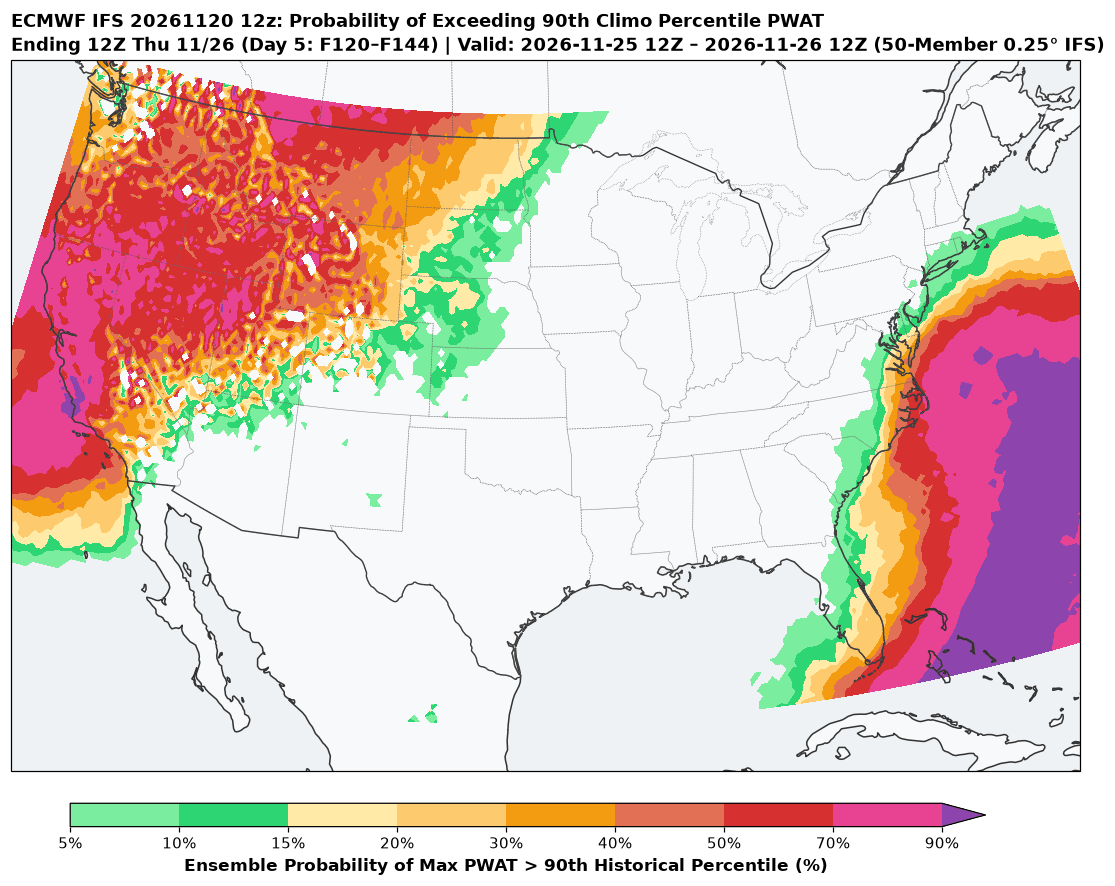 ECMWF IFS 20261120 12z: Probability of Exceeding 90th Climo Percentile PWAT
Ending 12Z Thu 11/26 (Day 5: F120–F144) | Valid: 2026-11-25 12Z – 2026-11-26 12Z (50-Member 0.25° IFS)
5% 10% 15% 20% 30% 40% 50% 70% 90%
Ensemble Probability of Max PWAT > 90th Historical Percentile (%)